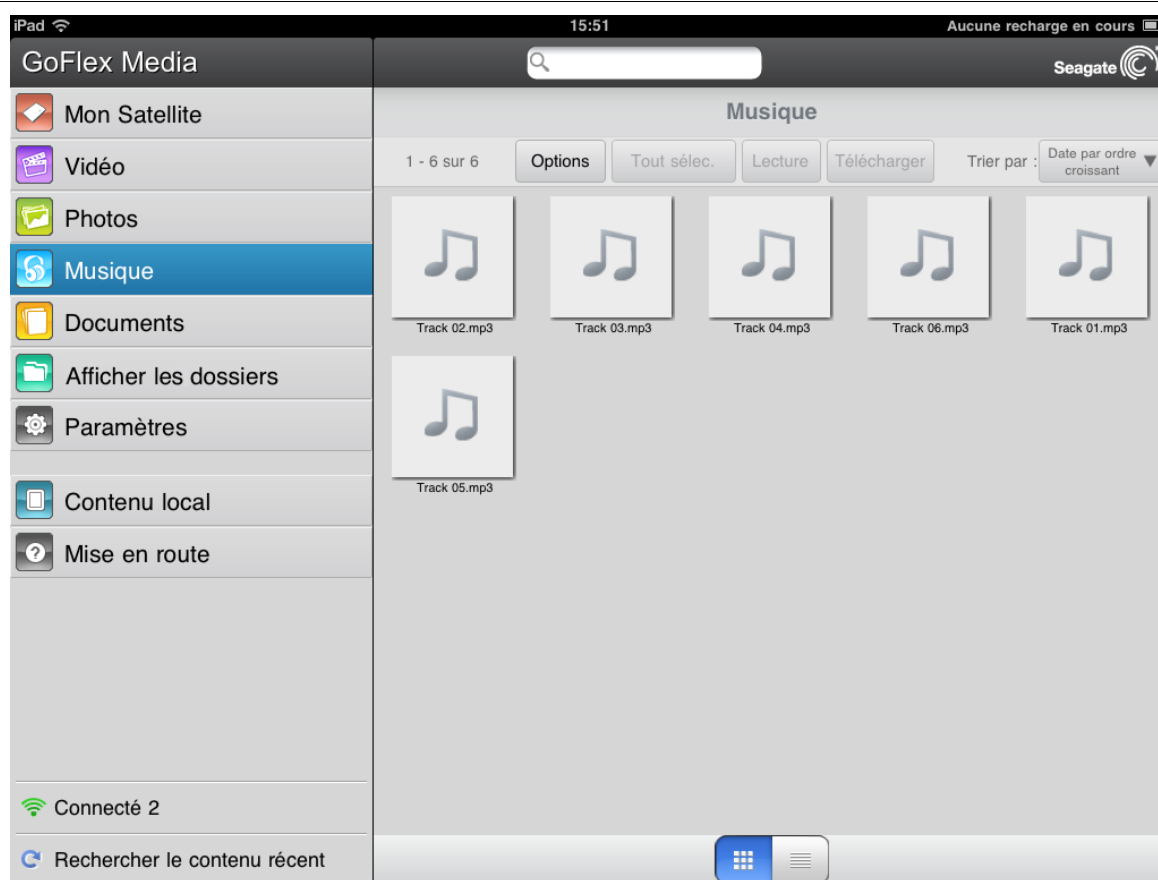 iPad 15:51 Aucune recharge en cours
GoFlex Media
Seagate
Mon Satellite
Vidéo
Photos
Musique
Documents
Afficher les dossiers
Paramètres
Contenu local
Mise en route
Connecté 2
Rechercher le contenu récent
Musique
1 - 6 sur 6 Options Tout sélec. Lecture Télécharger Trier par : Date par ordre
croissant
Track 02.mp3 Track 03.mp3 Track 04.mp3 Track 06.mp3 Track 01.mp3
Track 05.mp3